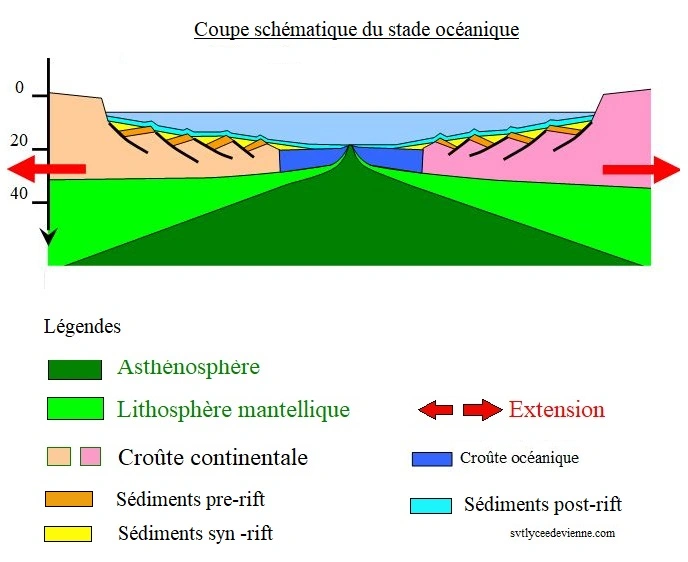 Coupe schématique du stade océanique
0
20
40
Légendes
Asthénosphère
Lithosphère mantellique
Extension
Croûte continentale
Croûte océanique
Sédiments pre-rift
Sédiments post-rift
Sédiments syn -rift
svtlyceedevienne.com